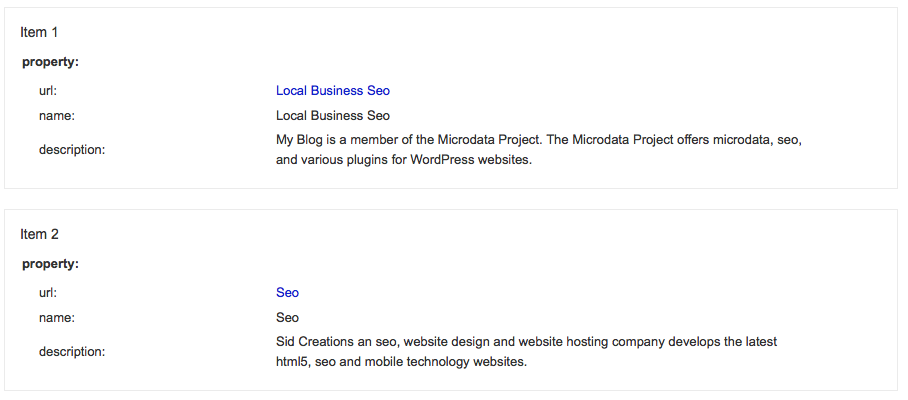 Item 1
property:
url: Local Business Seo
name: Local Business Seo
description: My Blog is a member of the Microdata Project. The Microdata Project offers microdata, seo,
and various plugins for WordPress websites.
Item 2
property:
url: Seo
name: Seo
description: Sid Creations an seo, website design and website hosting company develops the latest
html5, seo and mobile technology websites.